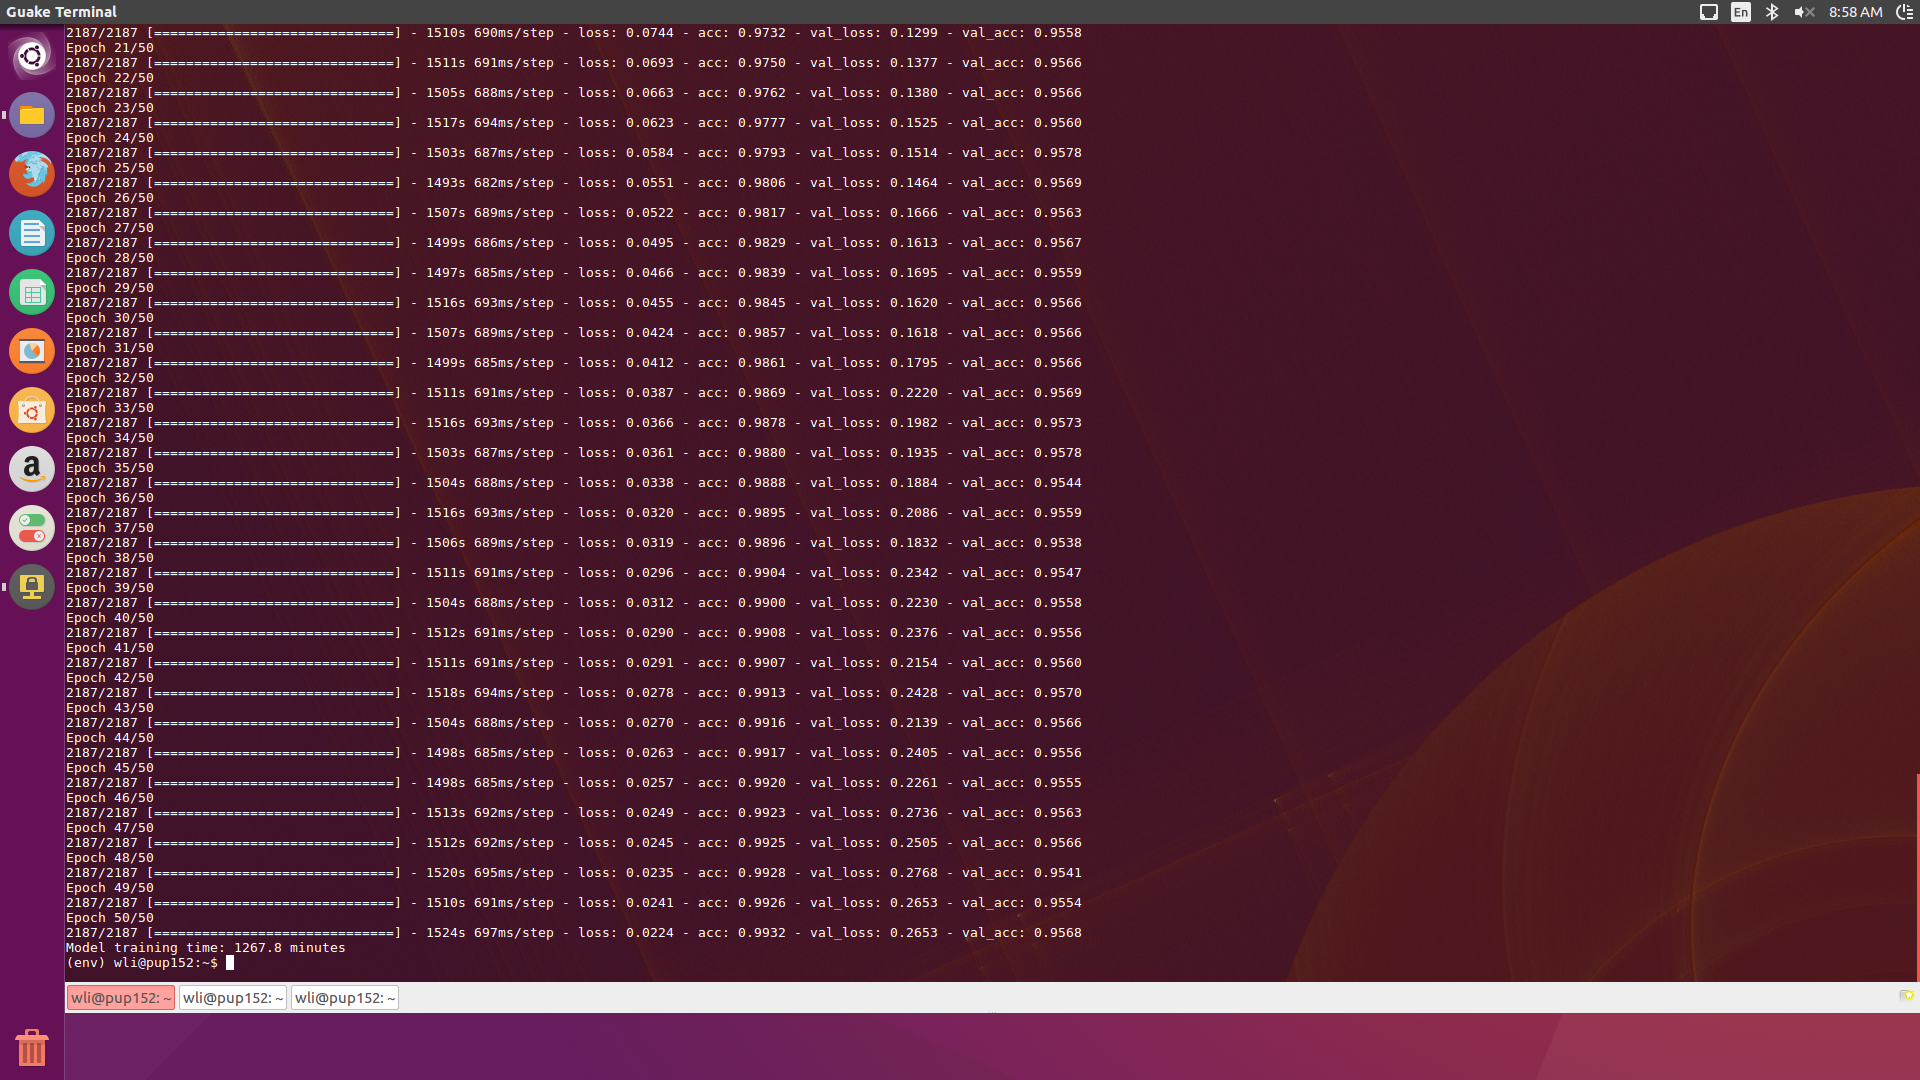 Guake Terminal
En
8:58 AM
2187/2187 [==============================] - 1510s 690ms/step - loss: 0.0744 - acc: 0.9732 - val_loss: 0.1299 - val_acc: 0.9558
Epoch 21/50
2187/2187 [==============================] - 1511s 691ms/step - loss: 0.0693 - acc: 0.9750 - val_loss: 0.1377 - val_acc: 0.9566
Epoch 22/50
2187/2187 [==============================] - 1505s 688ms/step - loss: 0.0663 - acc: 0.9762 - val_loss: 0.1380 - val_acc: 0.9566
Epoch 23/50
2187/2187 [==============================] - 1517s 694ms/step - loss: 0.0623 - acc: 0.9777 - val_loss: 0.1525 - val_acc: 0.9560
Epoch 24/50
2187/2187 [==============================] - 1503s 687ms/step - loss: 0.0584 - acc: 0.9793 - val_loss: 0.1514 - val_acc: 0.9578
Epoch 25/50
2187/2187 [==============================] - 1493s 682ms/step - loss: 0.0551 - acc: 0.9806 - val_loss: 0.1464 - val_acc: 0.9569
Epoch 26/50
2187/2187 [==============================] - 1507s 689ms/step - loss: 0.0522 - acc: 0.9817 - val_loss: 0.1666 - val_acc: 0.9563
Epoch 27/50
2187/2187 [==============================] - 1499s 686ms/step - loss: 0.0495 - acc: 0.9829 - val_loss: 0.1613 - val_acc: 0.9567
Epoch 28/50
2187/2187 [==============================] - 1497s 685ms/step - loss: 0.0466 - acc: 0.9839 - val_loss: 0.1695 - val_acc: 0.9559
Epoch 29/50
2187/2187 [==============================] - 1516s 693ms/step - loss: 0.0455 - acc: 0.9845 - val_loss: 0.1620 - val_acc: 0.9566
Epoch 30/50
2187/2187 [==============================] - 1507s 689ms/step - loss: 0.0424 - acc: 0.9857 - val_loss: 0.1618 - val_acc: 0.9566
Epoch 31/50
2187/2187 [==============================] - 1499s 685ms/step - loss: 0.0412 - acc: 0.9861 - val_loss: 0.1795 - val_acc: 0.9566
Epoch 32/50
2187/2187 [==============================] - 1511s 691ms/step - loss: 0.0387 - acc: 0.9869 - val_loss: 0.2220 - val_acc: 0.9569
Epoch 33/50
2187/2187 [==============================] - 1516s 693ms/step - loss: 0.0366 - acc: 0.9878 - val_loss: 0.1982 - val_acc: 0.9573
Epoch 34/50
2187/2187 [==============================] - 1503s 687ms/step - loss: 0.0361 - acc: 0.9880 - val_loss: 0.1935 - val_acc: 0.9578
Epoch 35/50
2187/2187 [==============================] - 1504s 688ms/step - loss: 0.0338 - acc: 0.9888 - val_loss: 0.1884 - val_acc: 0.9544
Epoch 36/50
2187/2187 [==============================] - 1516s 693ms/step - loss: 0.0320 - acc: 0.9895 - val_loss: 0.2086 - val_acc: 0.9559
Epoch 37/50
2187/2187 [==============================] - 1506s 689ms/step - loss: 0.0319 - acc: 0.9896 - val_loss: 0.1832 - val_acc: 0.9538
Epoch 38/50
2187/2187 [==============================] - 1511s 691ms/step - loss: 0.0296 - acc: 0.9904 - val_loss: 0.2342 - val_acc: 0.9547
Epoch 39/50
2187/2187 [==============================] - 1504s 688ms/step - loss: 0.0312 - acc: 0.9900 - val_loss: 0.2230 - val_acc: 0.9558
Epoch 40/50
2187/2187 [==============================] - 1512s 691ms/step - loss: 0.0290 - acc: 0.9908 - val_loss: 0.2376 - val_acc: 0.9556
Epoch 41/50
2187/2187 [==============================] - 1511s 691ms/step - loss: 0.0291 - acc: 0.9907 - val_loss: 0.2154 - val_acc: 0.9560
Epoch 42/50
2187/2187 [==============================] - 1518s 694ms/step - loss: 0.0278 - acc: 0.9913 - val_loss: 0.2428 - val_acc: 0.9570
Epoch 43/50
2187/2187 [==============================] - 1504s 688ms/step - loss: 0.0270 - acc: 0.9916 - val_loss: 0.2139 - val_acc: 0.9566
Epoch 44/50
2187/2187 [==============================] - 1498s 685ms/step - loss: 0.0263 - acc: 0.9917 - val_loss: 0.2405 - val_acc: 0.9556
Epoch 45/50
2187/2187 [==============================] - 1498s 685ms/step - loss: 0.0257 - acc: 0.9920 - val_loss: 0.2261 - val_acc: 0.9555
Epoch 46/50
2187/2187 [==============================] - 1513s 692ms/step - loss: 0.0249 - acc: 0.9923 - val_loss: 0.2736 - val_acc: 0.9563
Epoch 47/50
2187/2187 [==============================] - 1512s 692ms/step - loss: 0.0245 - acc: 0.9925 - val_loss: 0.2505 - val_acc: 0.9566
Epoch 48/50
2187/2187 [==============================] - 1520s 695ms/step - loss: 0.0235 - acc: 0.9928 - val_loss: 0.2768 - val_acc: 0.9541
Epoch 49/50
2187/2187 [==============================] - 1510s 691ms/step - loss: 0.0241 - acc: 0.9926 - val_loss: 0.2653 - val_acc: 0.9554
Epoch 50/50
2187/2187 [==============================] - 1524s 697ms/step - loss: 0.0224 - acc: 0.9932 - val_loss: 0.2653 - val_acc: 0.9568
Model training time: 1267.8 minutes
(env) wli@pup152:~$
wli@pup152: ~
wli@pup152: ~
wli@pup152: ~